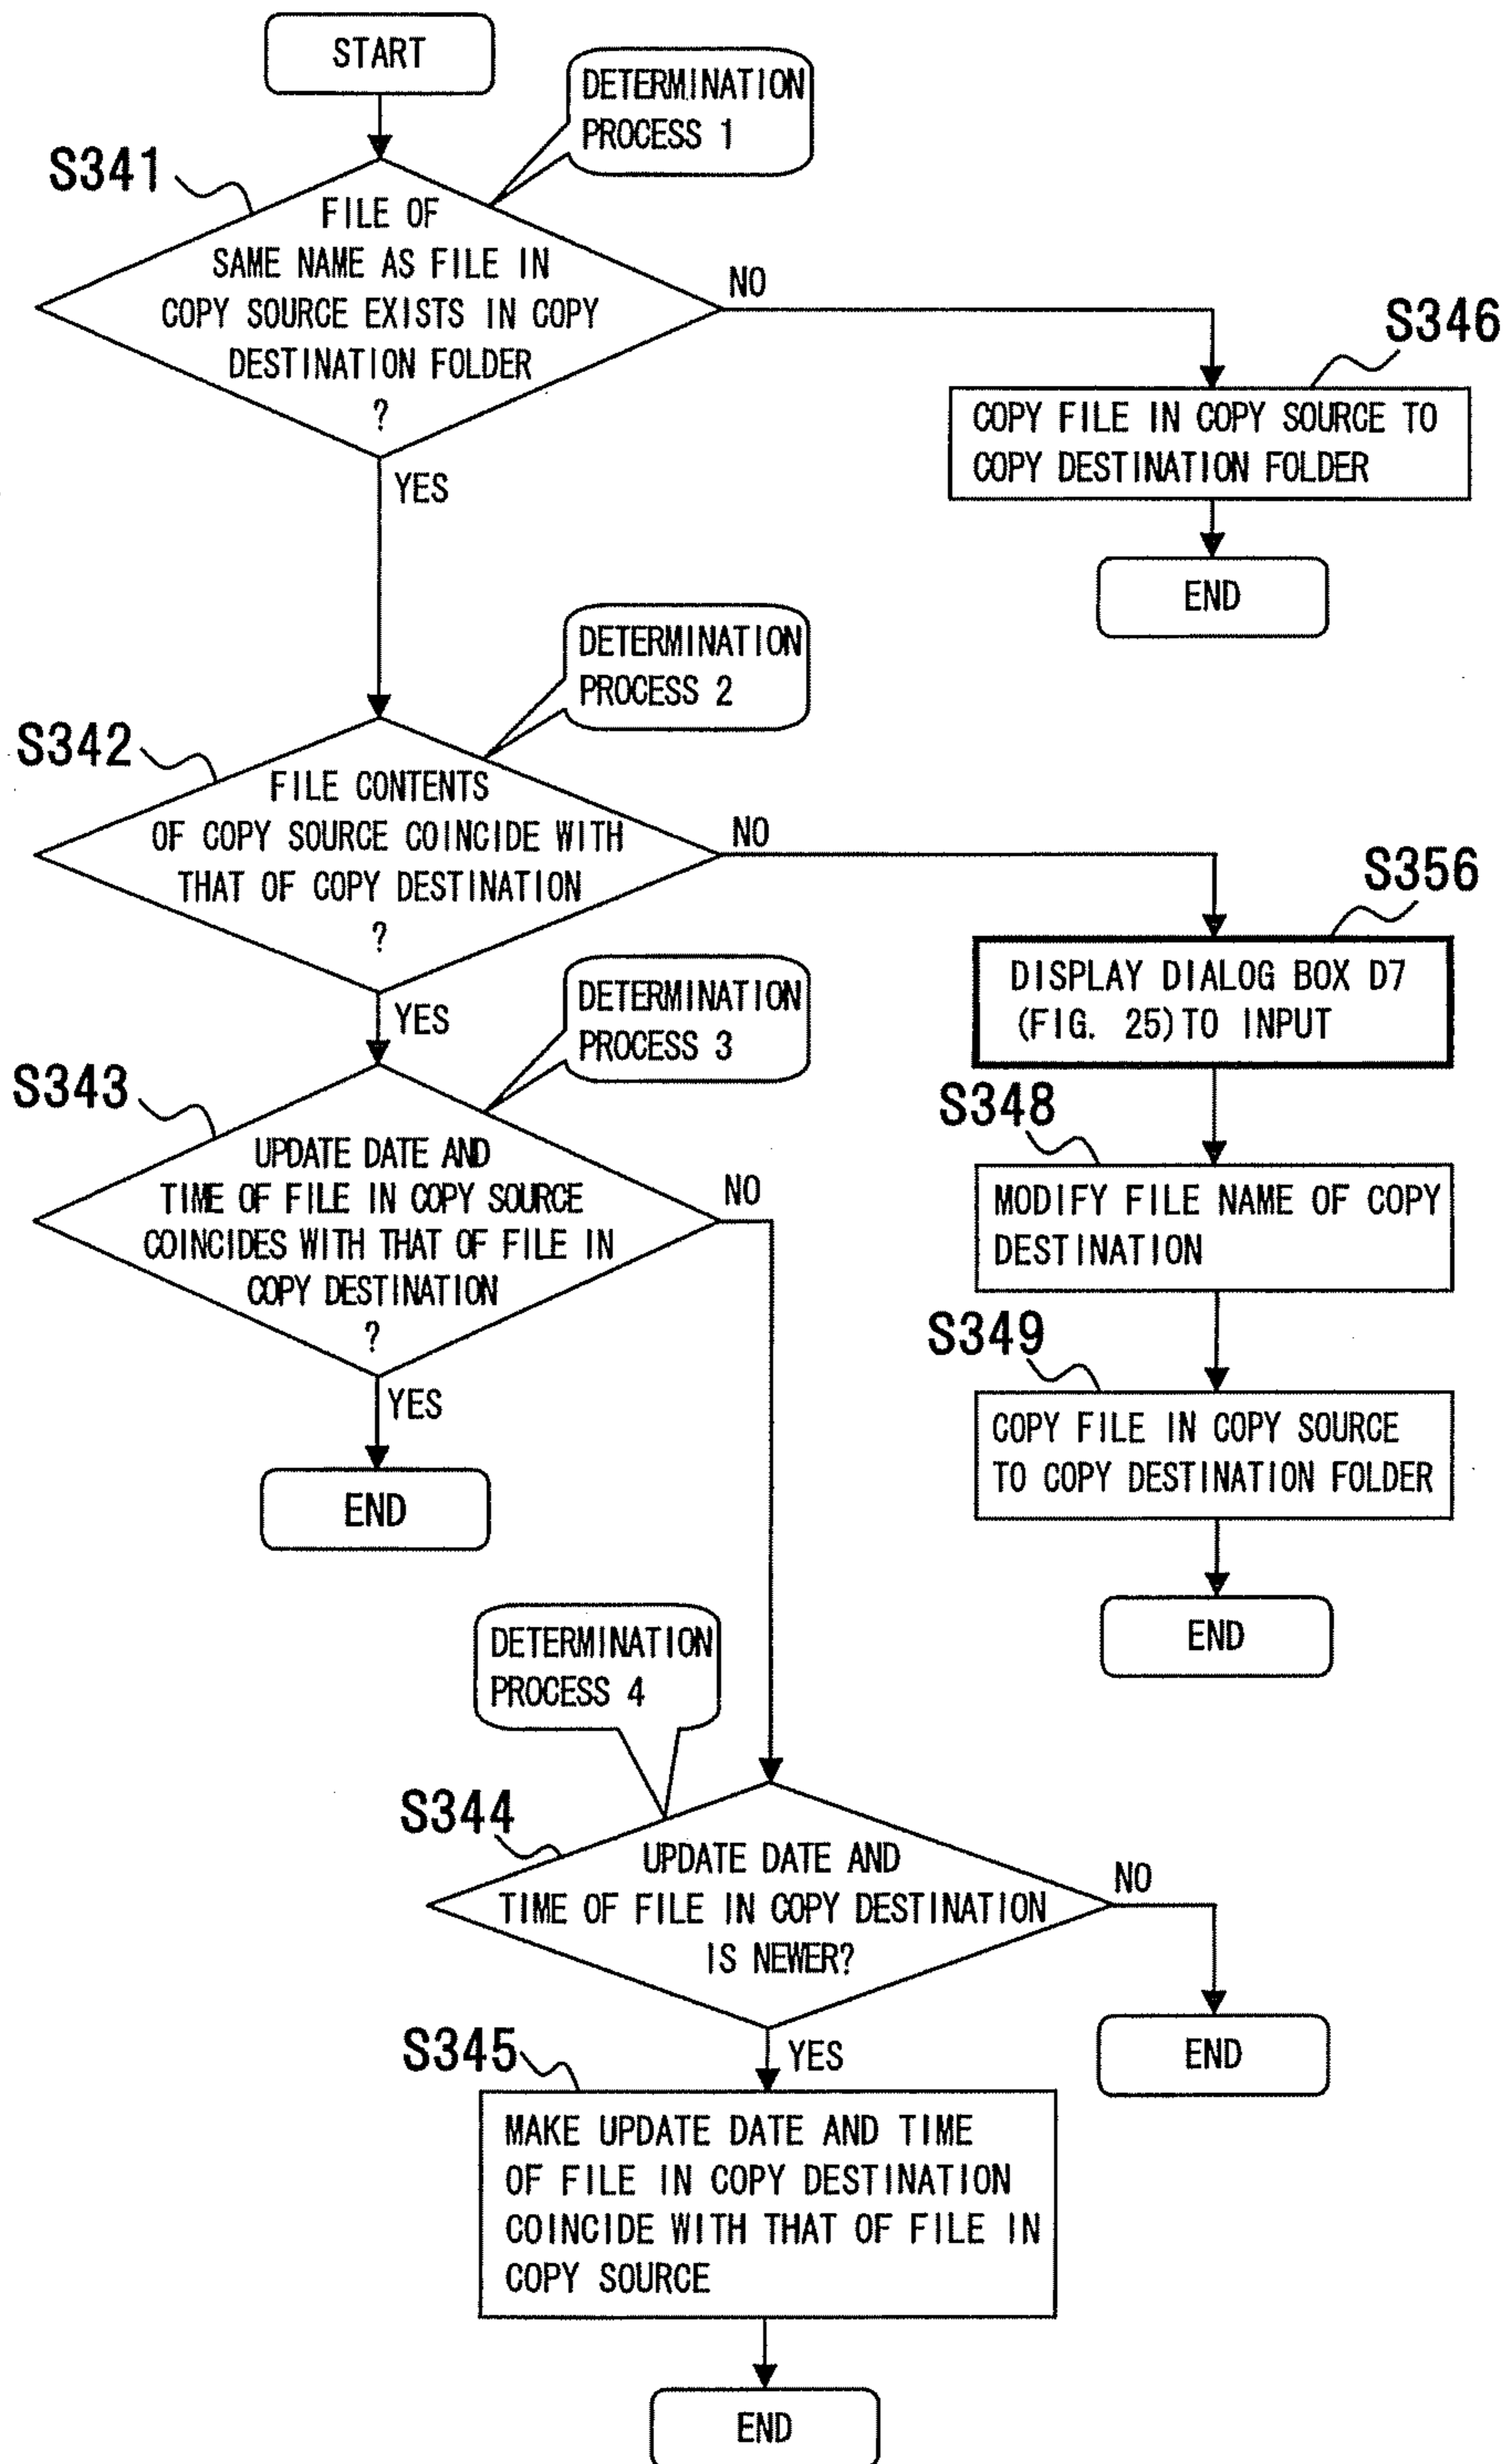 START
DETERMINATION
PROCESS 1
S341
FILE OF
SAME NAME AS FILE IN
COPY SOURCE EXISTS IN COPY
DESTINATION FOLDER
?
NO
YES
S346
COPY FILE IN COPY SOURCE TO
COPY DESTINATION FOLDER
END
DETERMINATION
PROCESS 2
S342
FILE CONTENTS
OF COPY SOURCE COINCIDE WITH
THAT OF COPY DESTINATION
?
NO
YES
S356
DISPLAY DIALOG BOX D7
(FIG. 25) TO INPUT
S348
MODIFY FILE NAME OF COPY
DESTINATION
S349
COPY FILE IN COPY SOURCE
TO COPY DESTINATION FOLDER
END
DETERMINATION
PROCESS 3
S343
UPDATE DATE AND
TIME OF FILE IN COPY SOURCE
COINCIDES WITH THAT OF FILE IN
COPY DESTINATION
?
NO
YES
END
DETERMINATION
PROCESS 4
S344
UPDATE DATE AND
TIME OF FILE IN COPY DESTINATION
IS NEWER?
NO
END
YES
S345
MAKE UPDATE DATE AND TIME
OF FILE IN COPY DESTINATION
COINCIDE WITH THAT OF FILE IN
COPY SOURCE
END